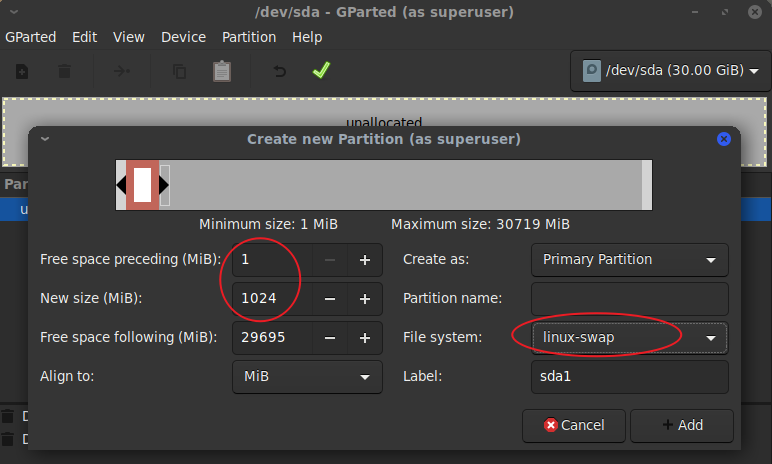 /dev/sda - GParted (as superuser)
GParted Edit View Device Partition Help
/dev/sda (30.00 GiB)
unallocated
Create new Partition (as superuser)
Minimum size: 1 MiB Maximum size: 30719 MiB
Free space preceding (MiB): 1 Create as: Primary Partition
New size (MiB): 1024 Partition name:
Free space following (MiB): 29695 File system: linux-swap
Align to: MiB Label: sda1
Cancel Add